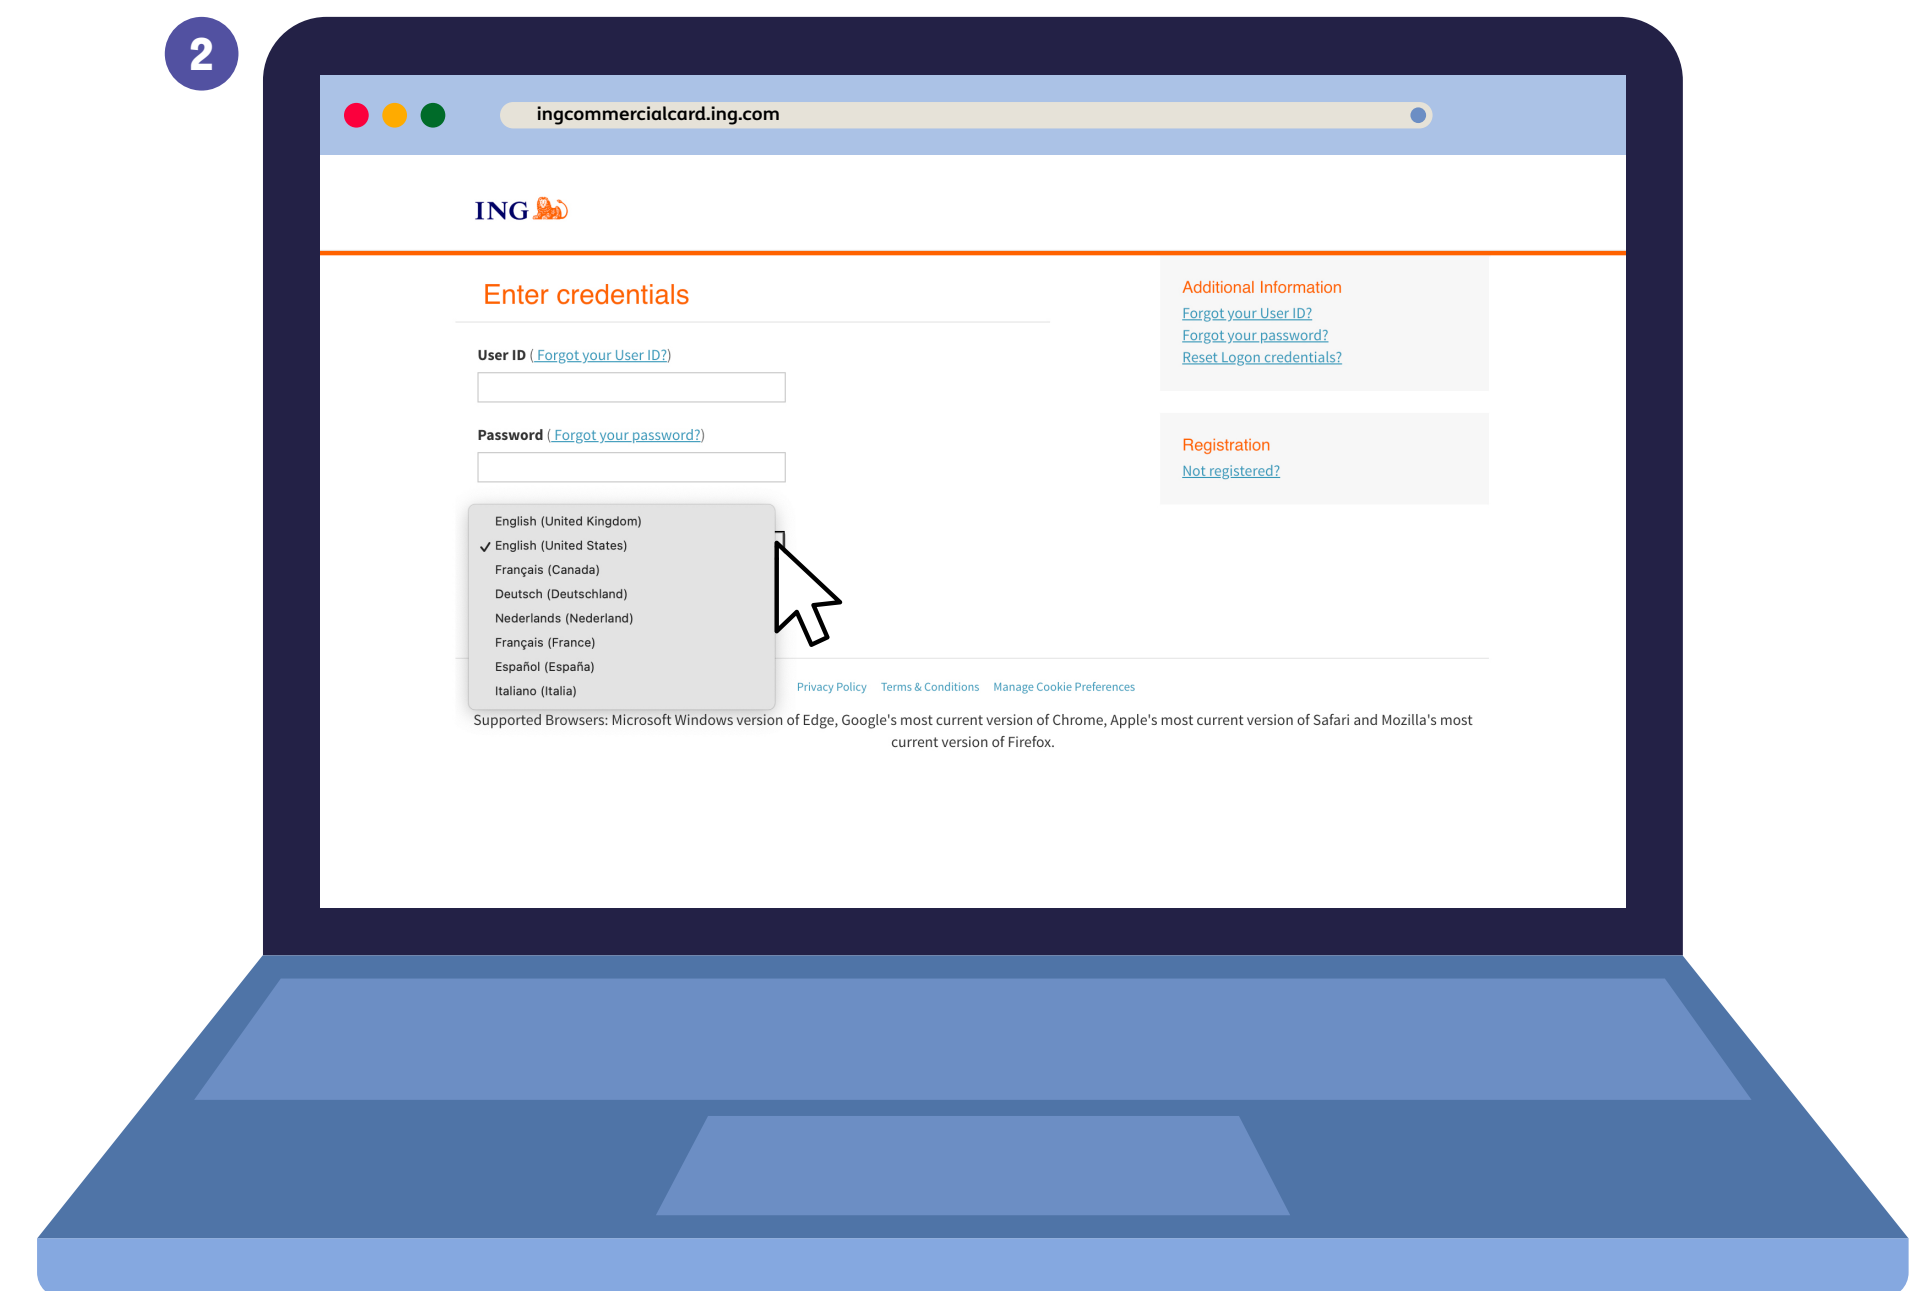 2
ingcommercialcard.ing.com
ING
Enter credentials
User ID ( Forgot your User ID?)
Password ( Forgot your password?)
English (United Kingdom)
✓ English (United States)
Français (Canada)
Deutsch (Deutschland)
Nederlands (Nederland)
Français (France)
Español (España)
Italiano (Italia)
Additional Information
Forgot your User ID?
Forgot your password?
Reset Logon credentials?
Registration
Not registered?
Privacy Policy Terms & Conditions Manage Cookie Preferences
Supported Browsers: Microsoft Windows version of Edge, Google's most current version of Chrome, Apple's most current version of Safari and Mozilla's most
current version of Firefox.